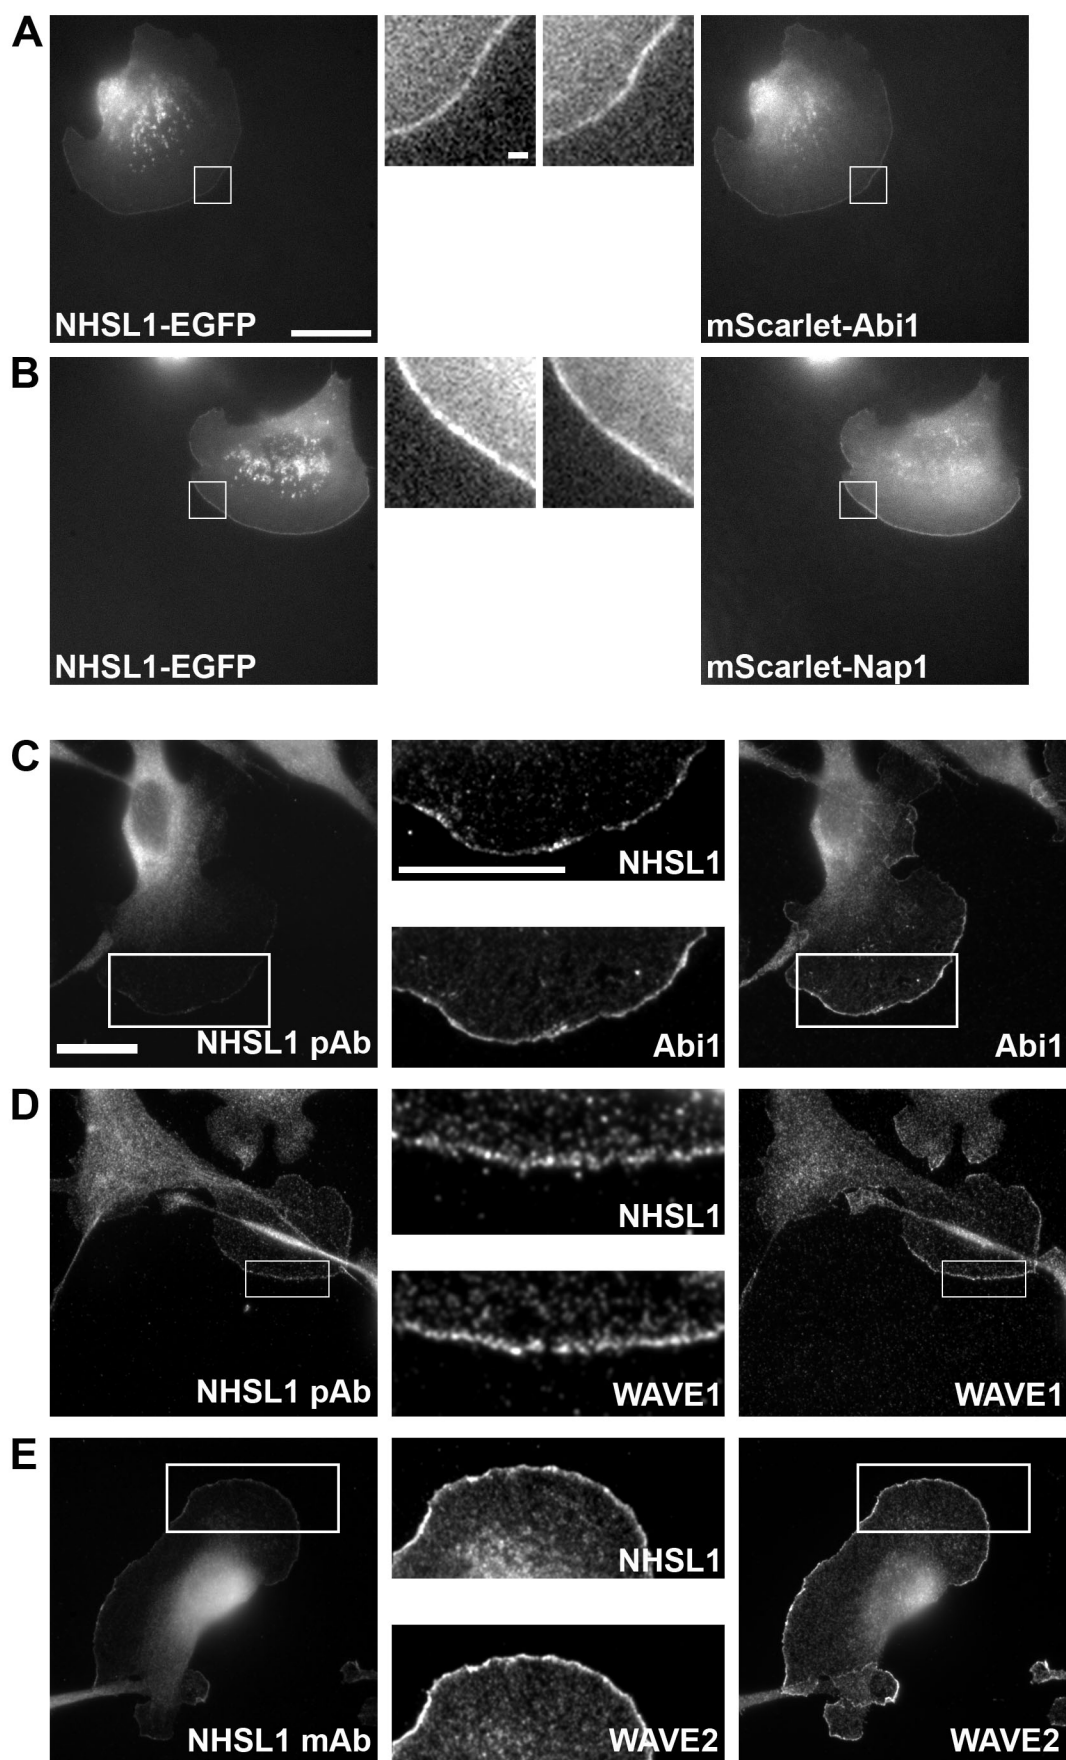 A
NHSL1-EGFP
mScarlet-Abi1
B
NHSL1-EGFP
mScarlet-Nap1
C
NHSL1 pAb
NHSL1
Abi1
Abi1
D
NHSL1 pAb
NHSL1
WAVE1
WAVE1
E
NHSL1 mAb
NHSL1
WAVE2
WAVE2